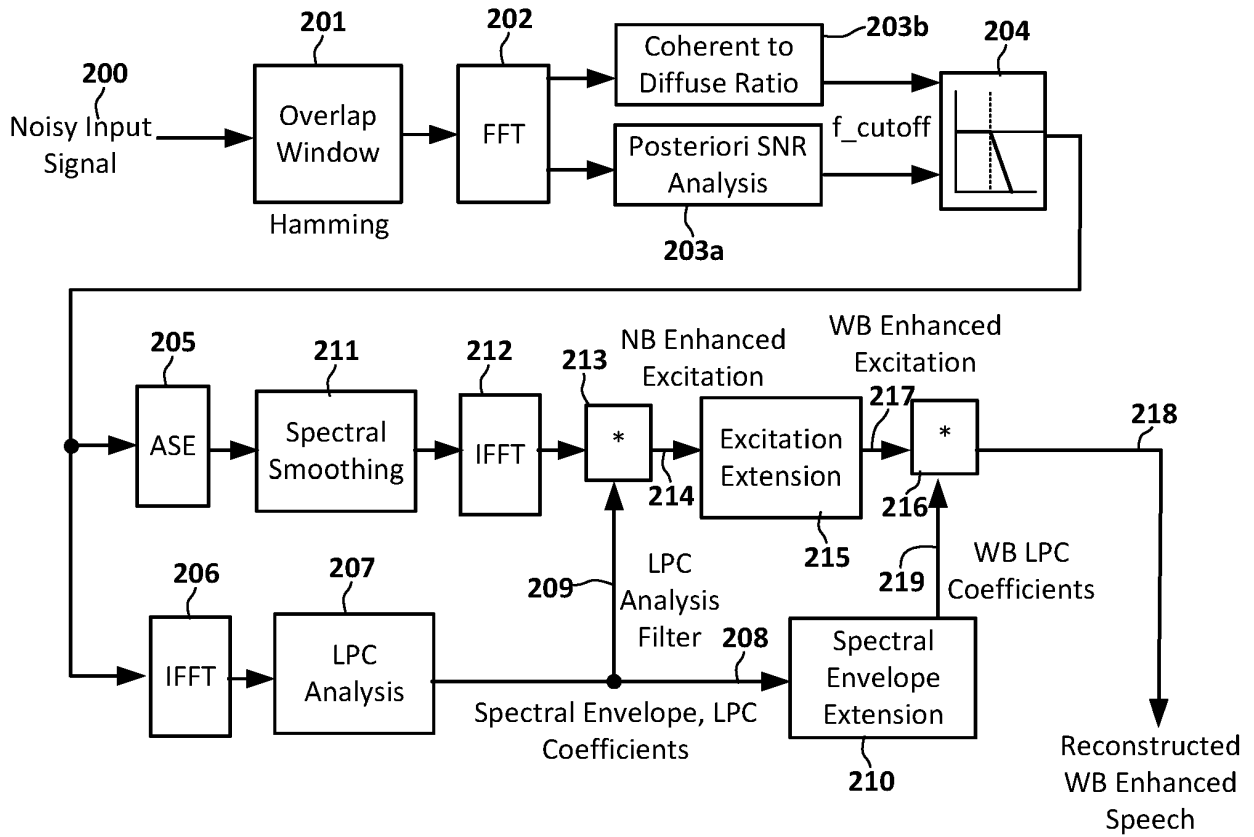 200
Noisy Input
Signal
201
Overlap
Window
Hamming
202
FFT
203b
Coherent to
Diffuse Ratio
Posteriori SNR
Analysis
203a
f_cutoff
204
205
ASE
211
Spectral
Smoothing
212
IFFT
213
*
NB Enhanced
Excitation
214
Excitation
Extension
215
WB Enhanced
Excitation
217
*
216
218
206
IFFT
207
LPC
Analysis
209
LPC
Analysis
Filter
208
Spectral Envelope, LPC
Coefficients
Spectral
Envelope
Extension
210
219
WB LPC
Coefficients
Reconstructed
WB Enhanced
Speech